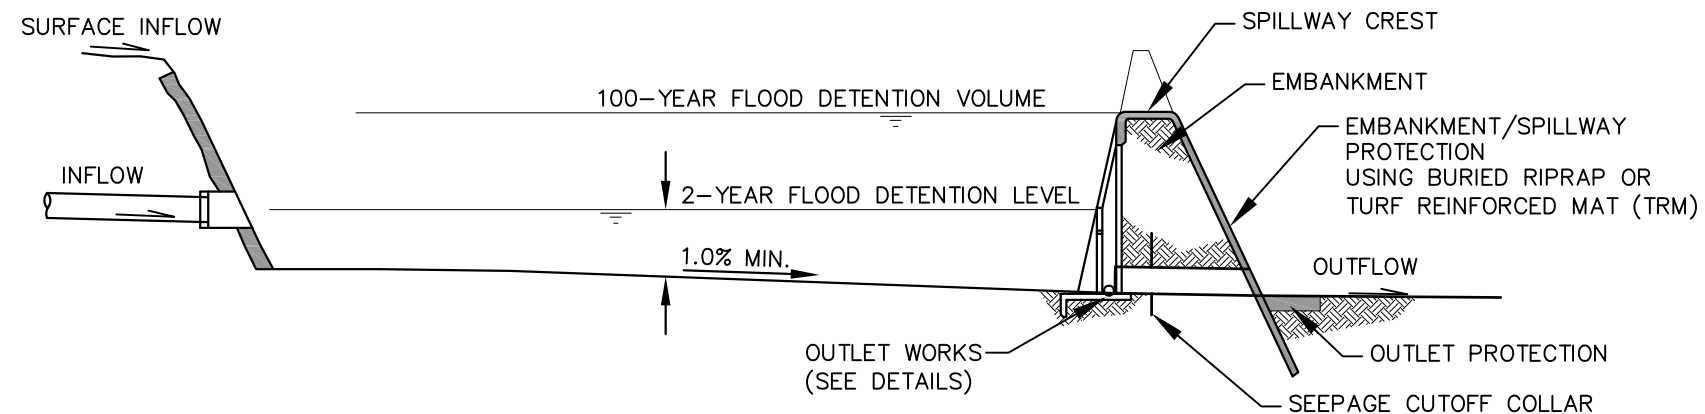 SURFACE INFLOW
SPILLWAY CREST
EMBANKMENT
100-YEAR FLOOD DETENTION VOLUME
EMBANKMENT/SPILLWAY
PROTECTION
USING BURIED RIPRAP OR
TURF REINFORCED MAT (TRM)
INFLOW
2-YEAR FLOOD DETENTION LEVEL
1.0% MIN.
OUTFLOW
OUTLET WORKS
(SEE DETAILS)
OUTLET PROTECTION
SEEPAGE CUTOFF COLLAR